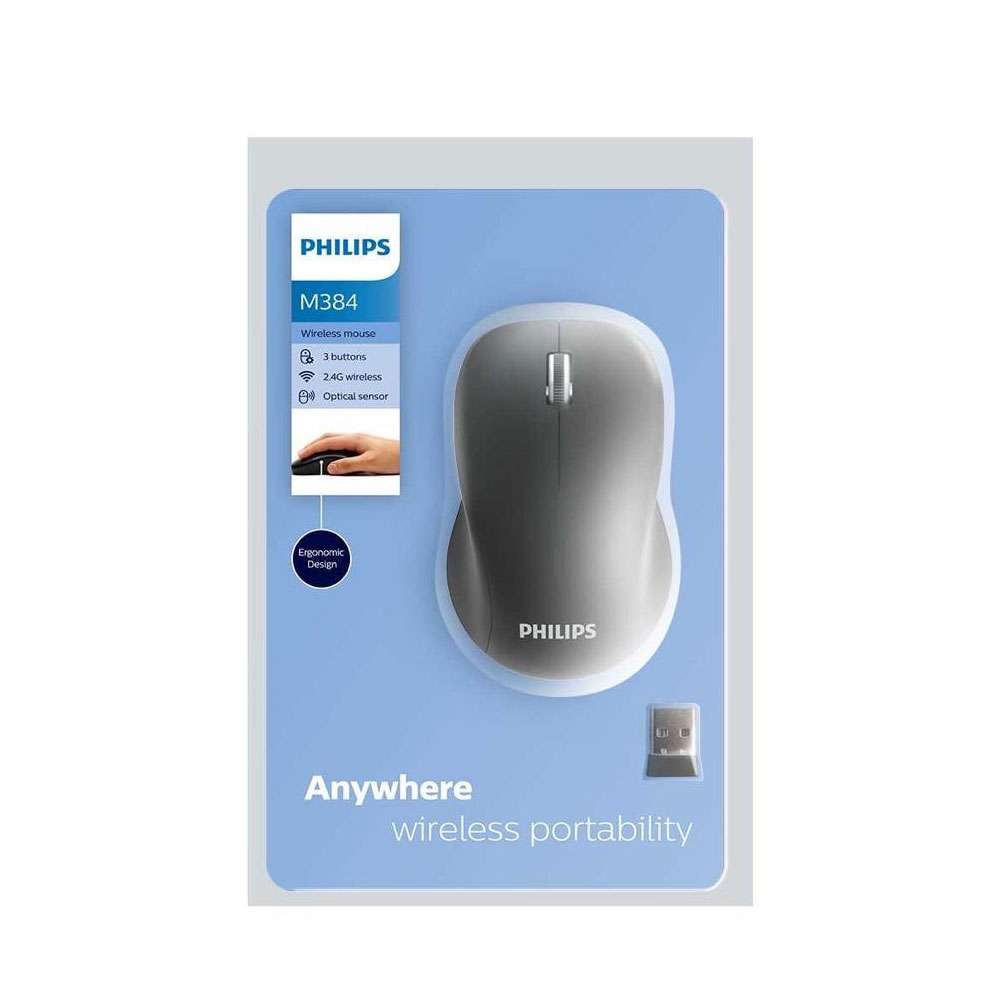 PHILIPS
M384
Wireless mouse
3 buttons
2.4G wireless
Optical sensor
Ergonomic
Design
PHILIPS
Anywhere
wireless portability